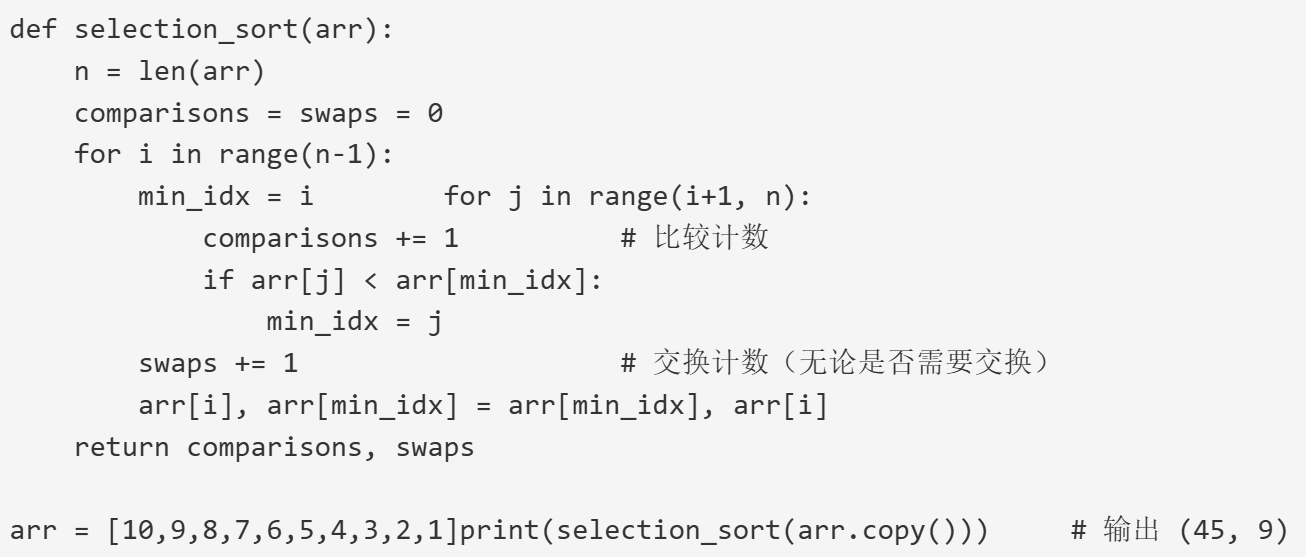 def selection_sort(arr):
    n = len(arr)
    comparisons = swaps = 0
    for i in range(n-1):
        min_idx = i        for j in range(i+1, n):
            comparisons += 1          # 比较计数
            if arr[j] < arr[min_idx]:
                min_idx = j
        swaps += 1                    # 交换计数（无论是否需要交换）
        arr[i], arr[min_idx] = arr[min_idx], arr[i]
    return comparisons, swaps

arr = [10,9,8,7,6,5,4,3,2,1]print(selection_sort(arr.copy()))     # 输出 (45, 9)